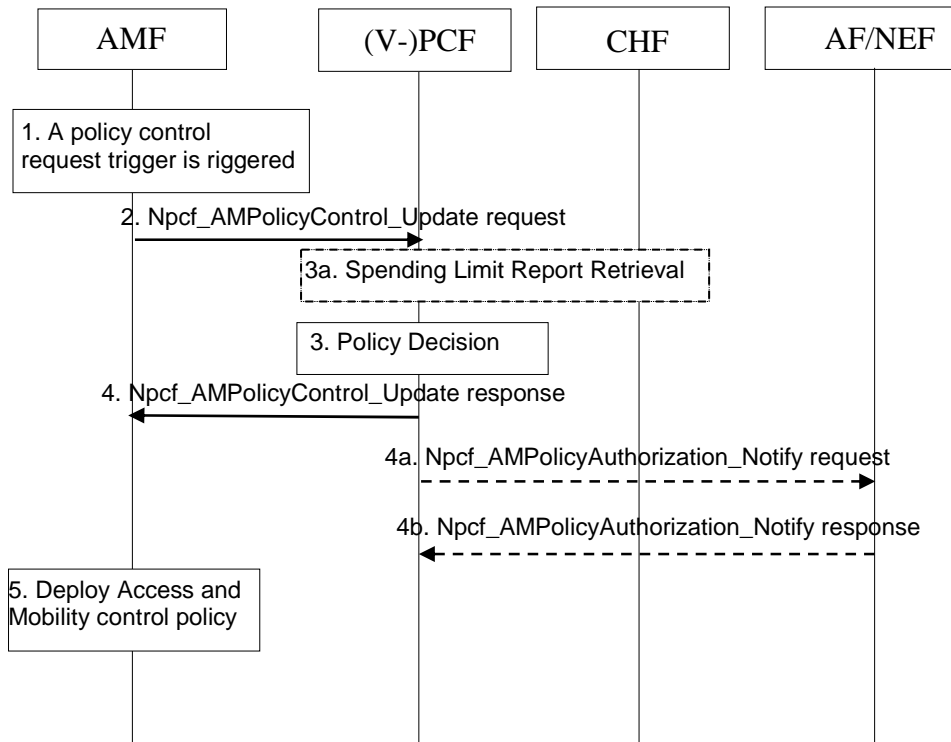 AMF
(V-)PCF
CHF
AF/NEF
1. A policy control
request trigger is riggered
2. Npcf_AMPolicyControl_Update request
3a. Spending Limit Report Retrieval
3. Policy Decision
4. Npcf_AMPolicyControl_Update response
4a. Npcf_AMPolicyAuthorization_Notify request
4b. Npcf_AMPolicyAuthorization_Notify response
5. Deploy Access and
Mobility control policy